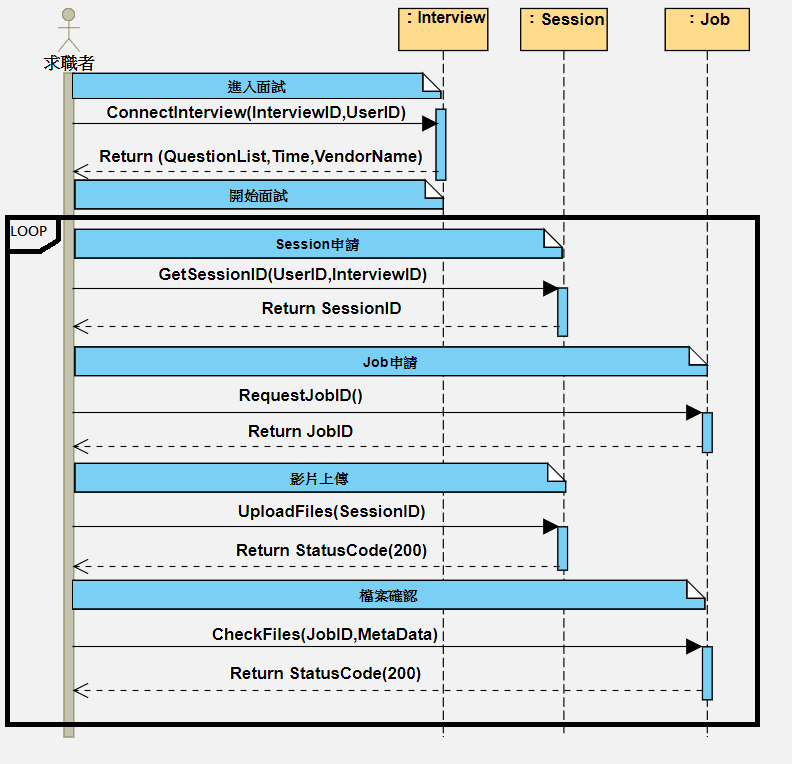 : Interview
: Session
: Job
求職者
進入面試
ConnectInterview(InterviewID,UserID)
Return (QuestionList,Time,VendorName)
開始面試
LOOP
Session申請
GetSessionID(UserID,InterviewID)
Return SessionID
Job申請
RequestJobID()
Return JobID
影片上傳
UploadFiles(SessionID)
Return StatusCode(200)
檔案確認
CheckFiles(JobID,MetaData)
Return StatusCode(200)